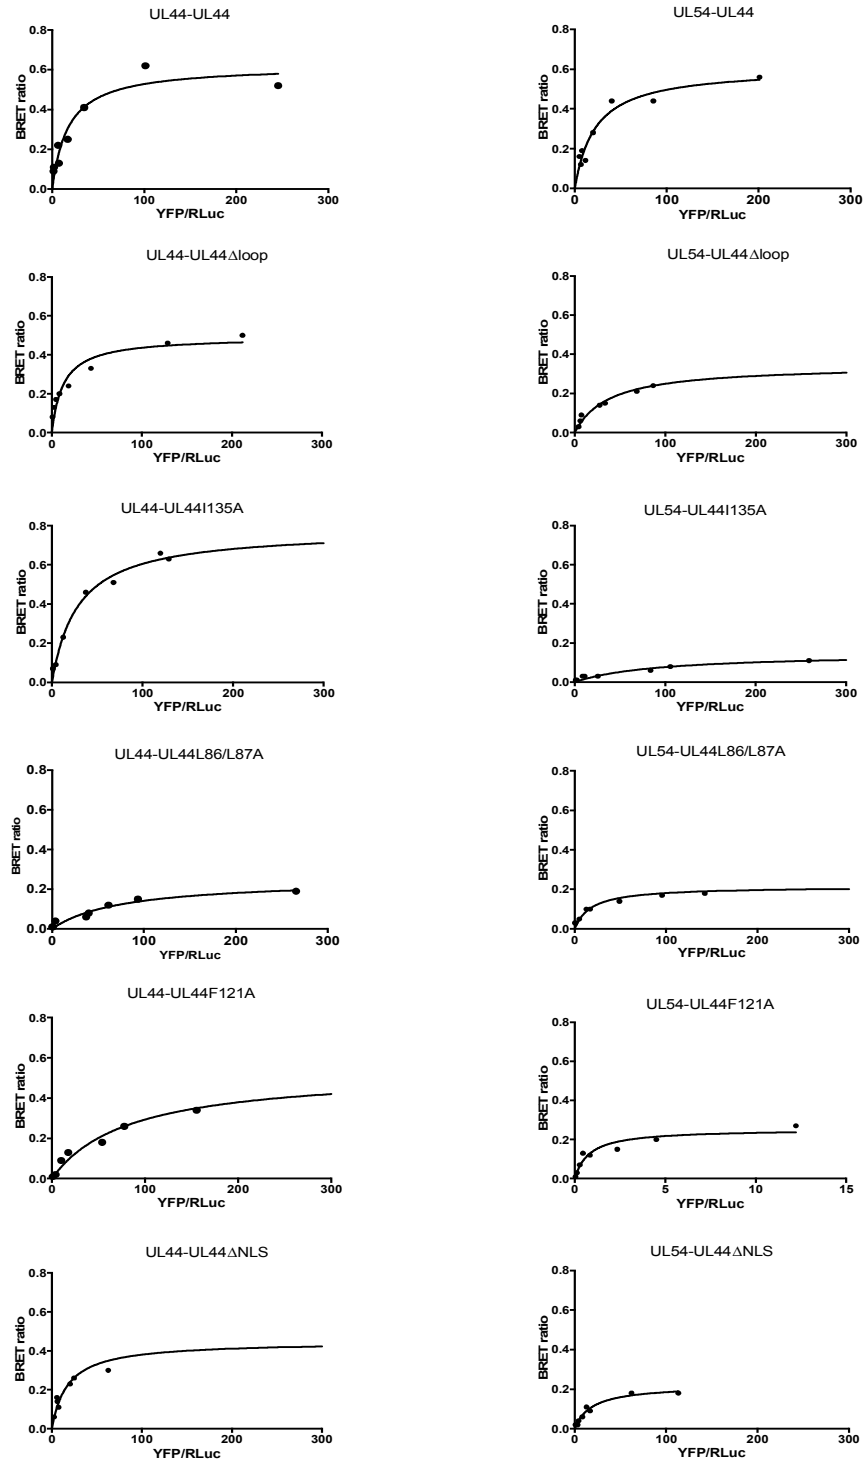 UL44-UL44
BRET ratio
0.8
0.6
0.4
0.2
0.0
0 100 200 300
YFP/RLuc
UL54-UL44
BRET ratio
0.8
0.6
0.4
0.2
0.0
0 100 200 300
YFP/RLuc
UL44-UL44Δloop
BRET ratio
0.8
0.6
0.4
0.2
0.0
0 100 200 300
YFP/RLuc
UL54-UL44Δloop
BRET ratio
0.8
0.6
0.4
0.2
0.0
0 100 200 300
YFP/RLuc
UL44-UL44I135A
BRET ratio
0.8
0.6
0.4
0.2
0.0
0 100 200 300
YFP/RLuc
UL54-UL44I135A
BRET ratio
0.8
0.6
0.4
0.2
0.0
0 100 200 300
YFP/RLuc
UL44-UL44L86/L87A
BRET ratio
0.8
0.6
0.4
0.2
0.0
0 100 200 300
YFP/RLuc
UL54-UL44L86/L87A
BRET ratio
0.8
0.6
0.4
0.2
0.0
0 100 200 300
YFP/RLuc
UL44-UL44F121A
BRET ratio
0.8
0.6
0.4
0.2
0.0
0 100 200 300
YFP/RLuc
UL54-UL44F121A
BRET ratio
0.8
0.6
0.4
0.2
0.0
0 5 10 15
YFP/RLuc
UL44-UL44ΔNLS
BRET ratio
0.8
0.6
0.4
0.2
0.0
0 100 200 300
YFP/RLuc
UL54-UL44ΔNLS
BRET ratio
0.8
0.6
0.4
0.2
0.0
0 100 200 300
YFP/RLuc